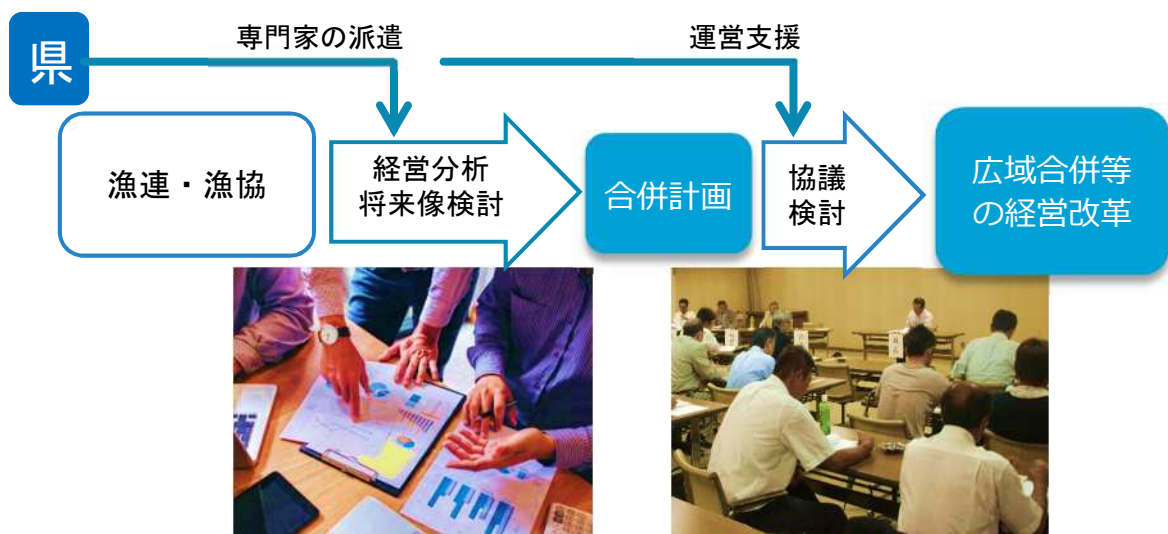 県
専門家の派遣
運営支援
漁連・漁協
経営分析
将来像検討
合併計画
協議
検討
広域合併等
の経営改革